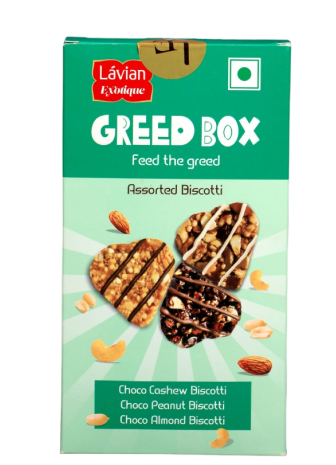 Lávian
Exotique
GREED BOX
Feed the greed
Assorted Biscotti
Choco Cashew Biscotti
Choco Peanut Biscotti
Choco Almond Biscotti